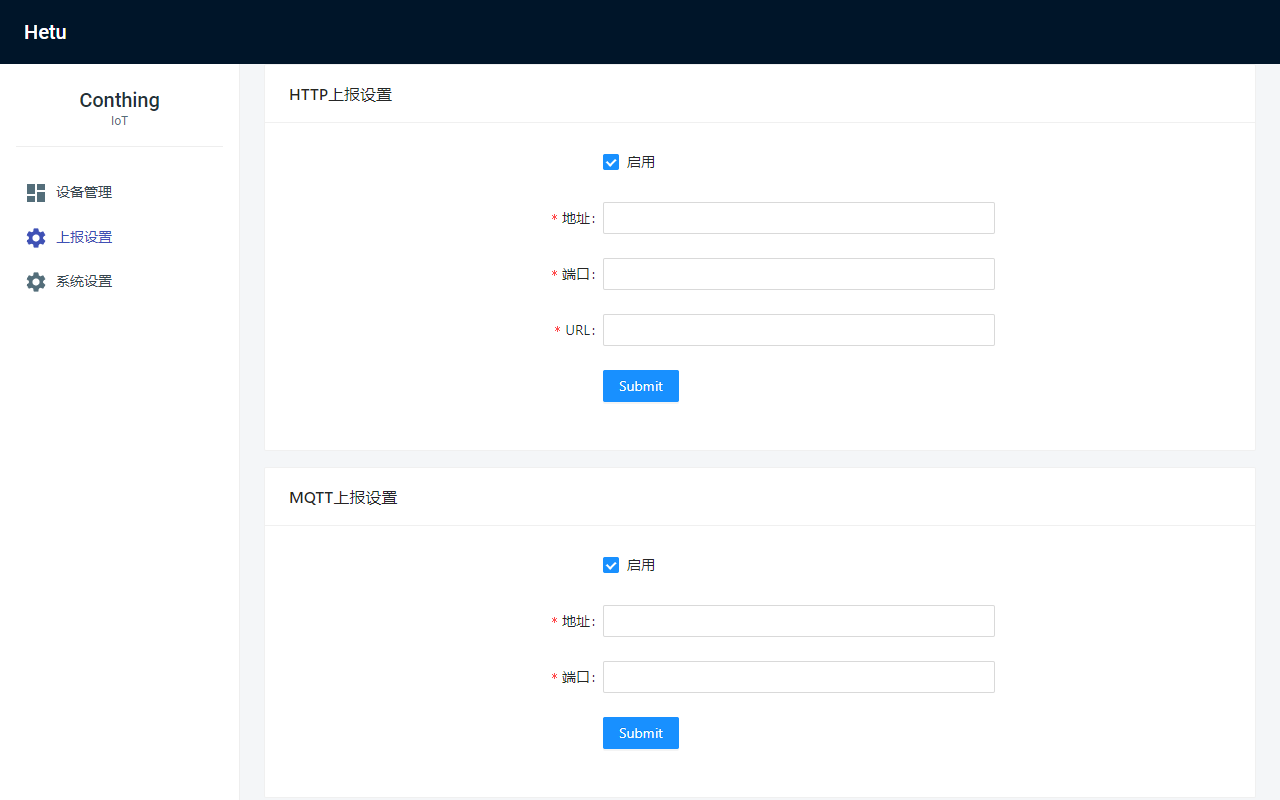 Hetu
Conthing
IoT
设备管理
上报设置
系统设置
HTTP上报设置
启用
* 地址:
* 端口:
* URL:
Submit
MQTT上报设置
启用
* 地址:
* 端口:
Submit